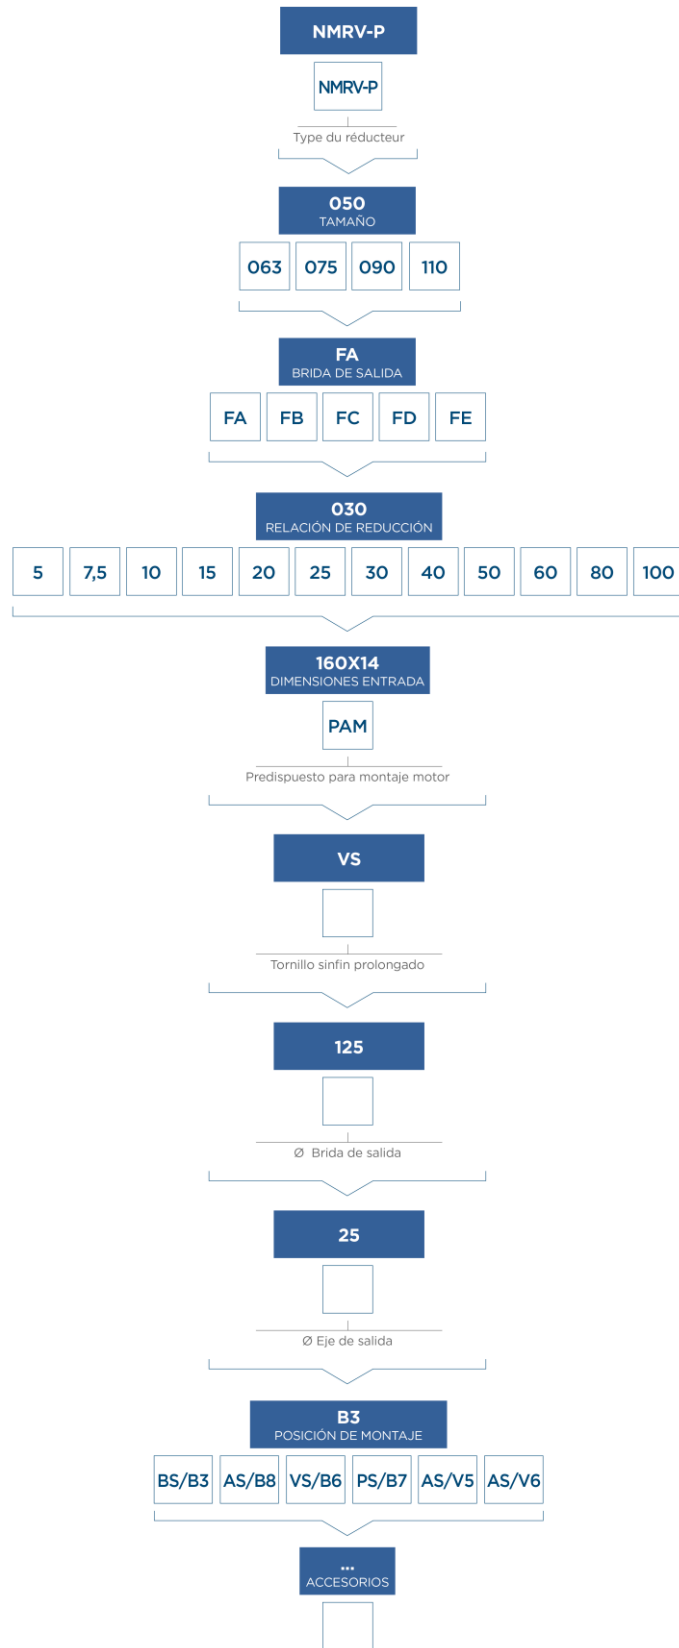 NMRV-P
NMRV-P
Type du réducteur
050
TAMAÑO
063 075 090 110
FA
BRIDA DE SALIDA
FA FB FC FD FE
030
RELACIÓN DE REDUCCIÓN
5 7,5 10 15 20 25 30 40 50 60 80 100
160X14
DIMENSIONES ENTRADA
PAM
Predispuesto para montaje motor
VS
Tornillo sinfin prolongado
125
Ø Brida de salida
25
Ø Eje de salida
B3
POSICIÓN DE MONTAJE
BS/B3 AS/B8 VS/B6 PS/B7 AS/V5 AS/V6
...
ACCESORIOS